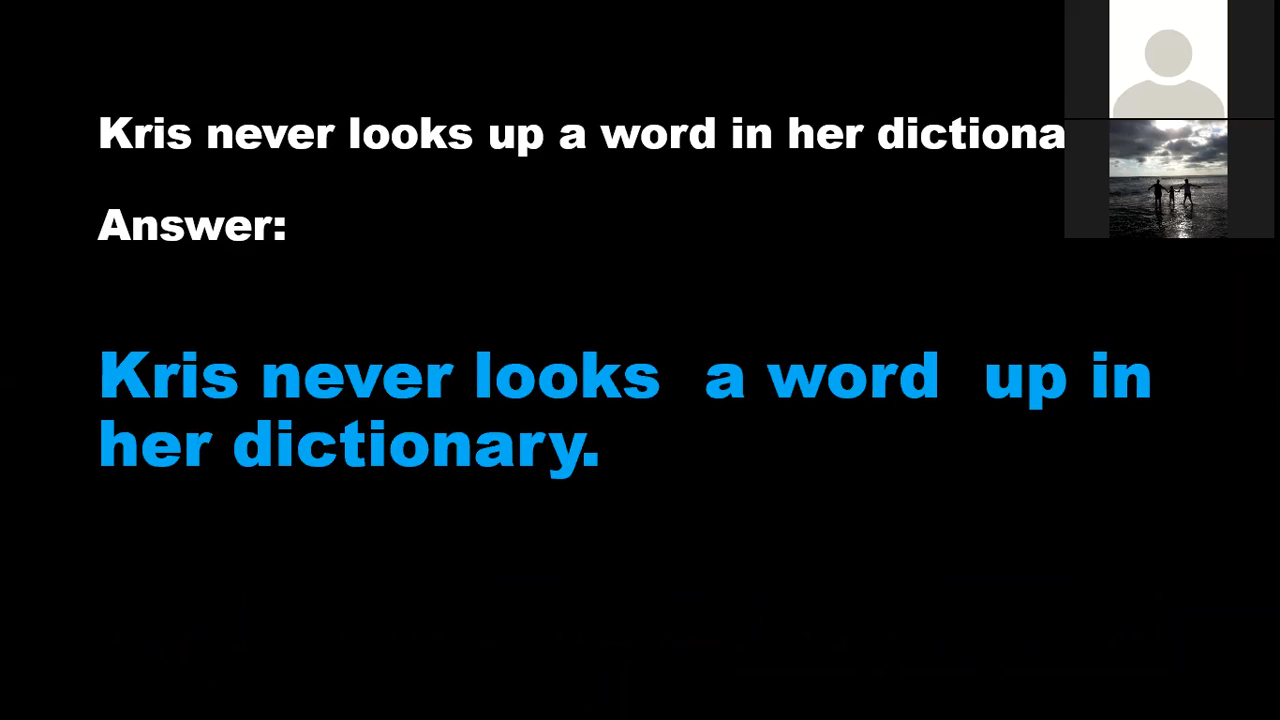 Kris never looks up a word in her dictiona
Answer:
Kris never looks a word up in
her dictionary.